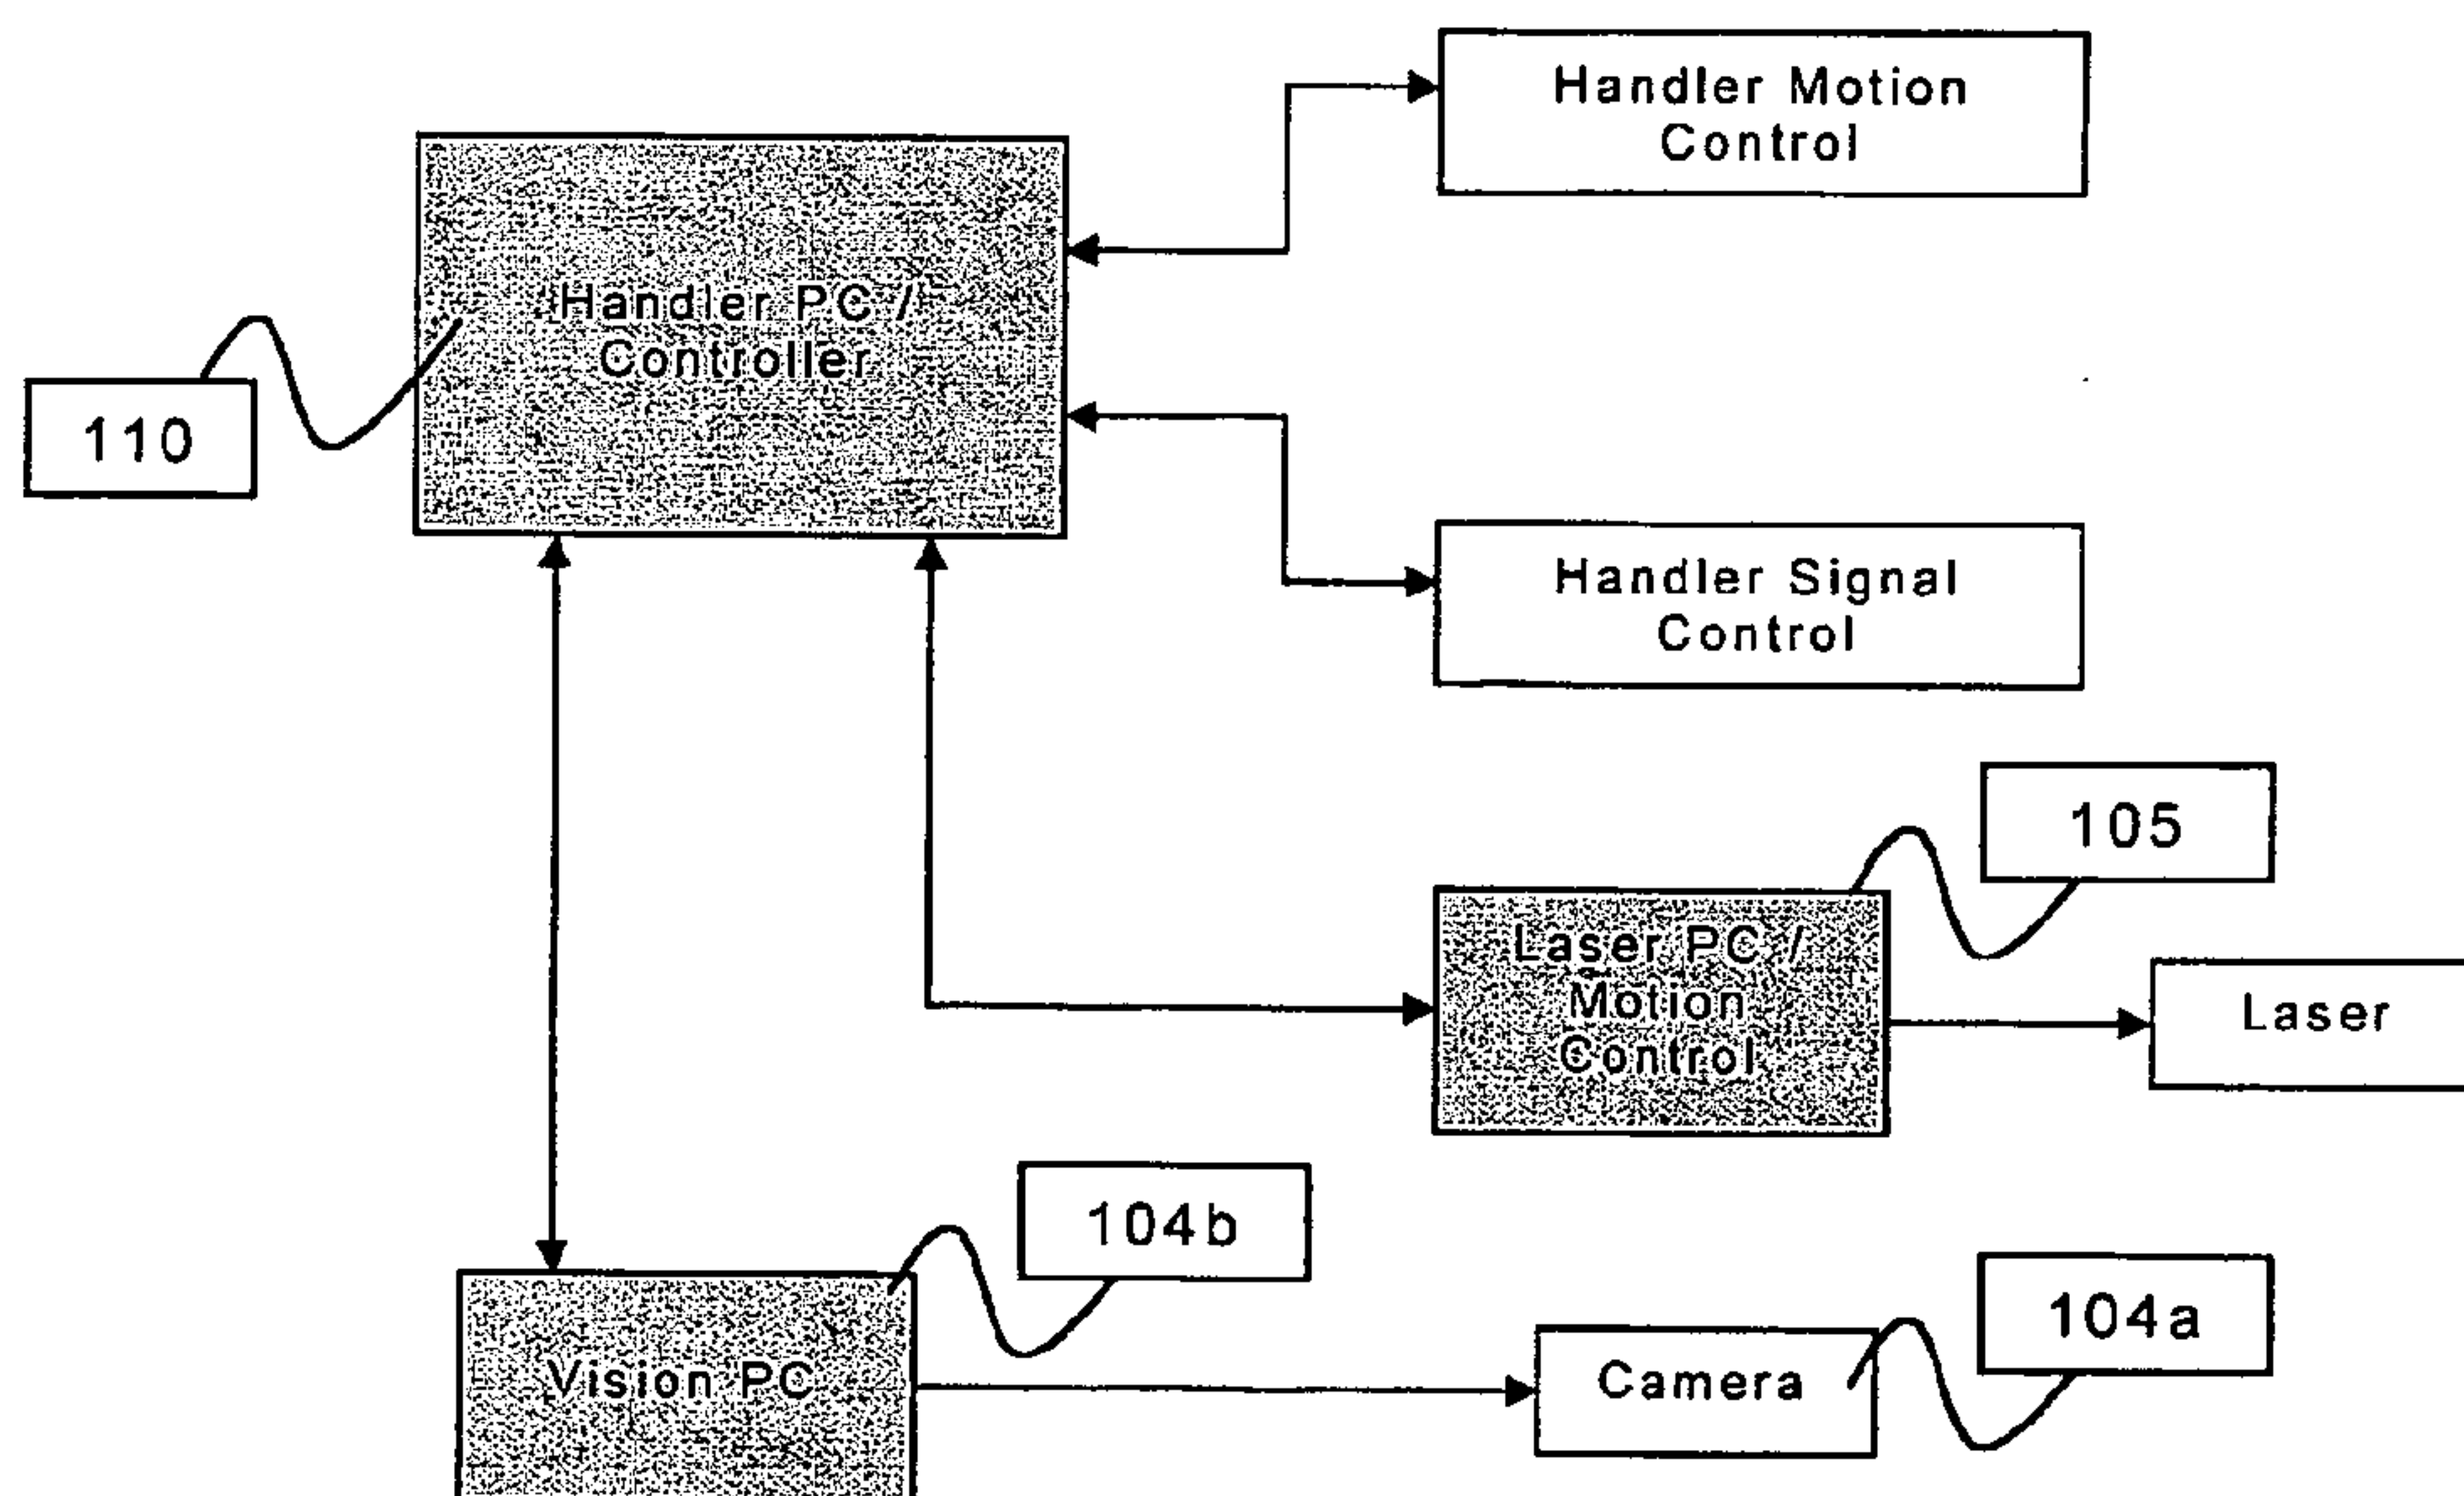 Handler Motion
Control
Handler PC /
Controller
110
Handler Signal
Control
105
Laser PC /
Motion
Control
Laser
104b
104a
Vision PC
Camera